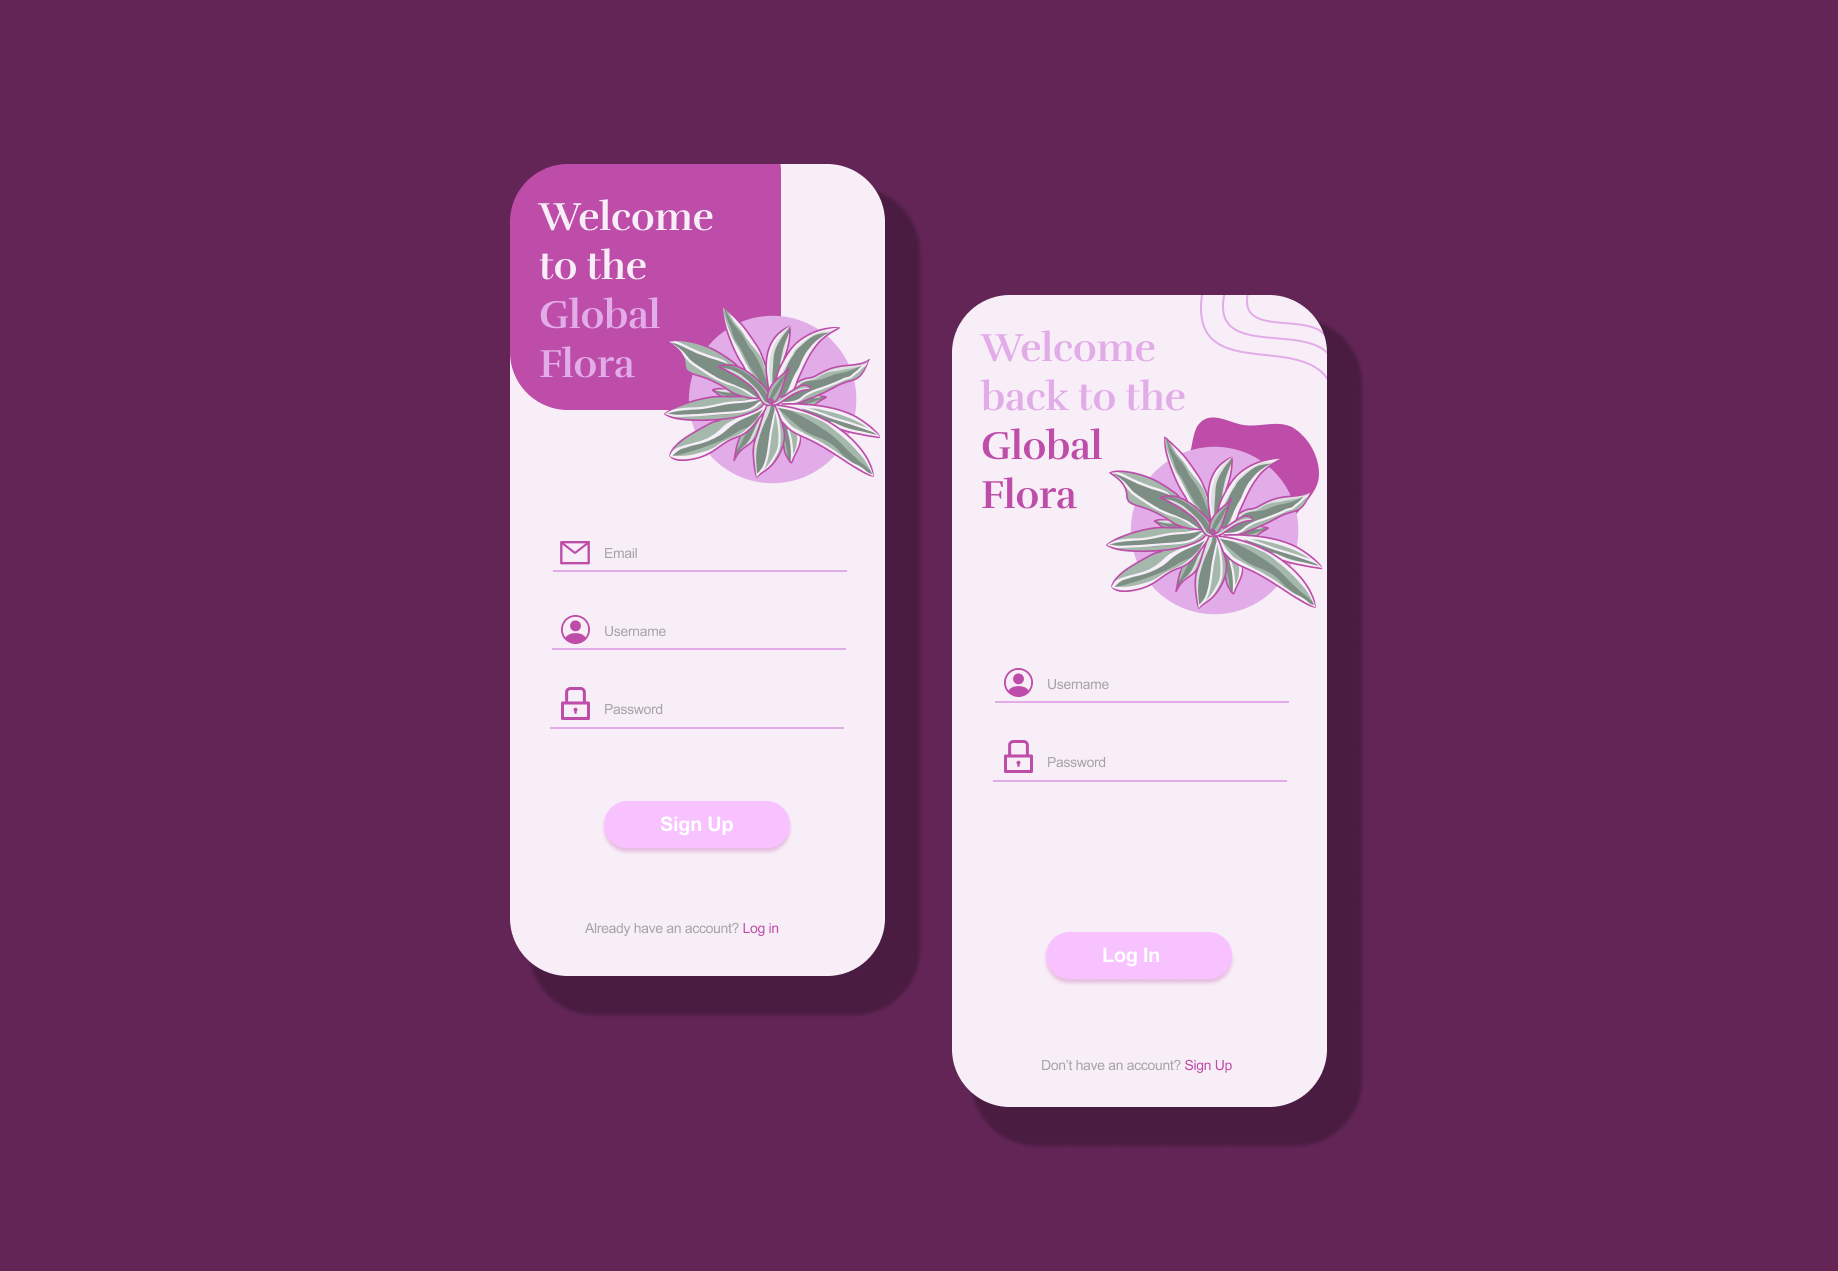 Welcome
to the
Global
Flora
Email
Username
Password
Sign Up
Already have an account? Log in
Welcome
back to the
Global
Flora
Username
Password
Log In
Don't have an account? Sign Up